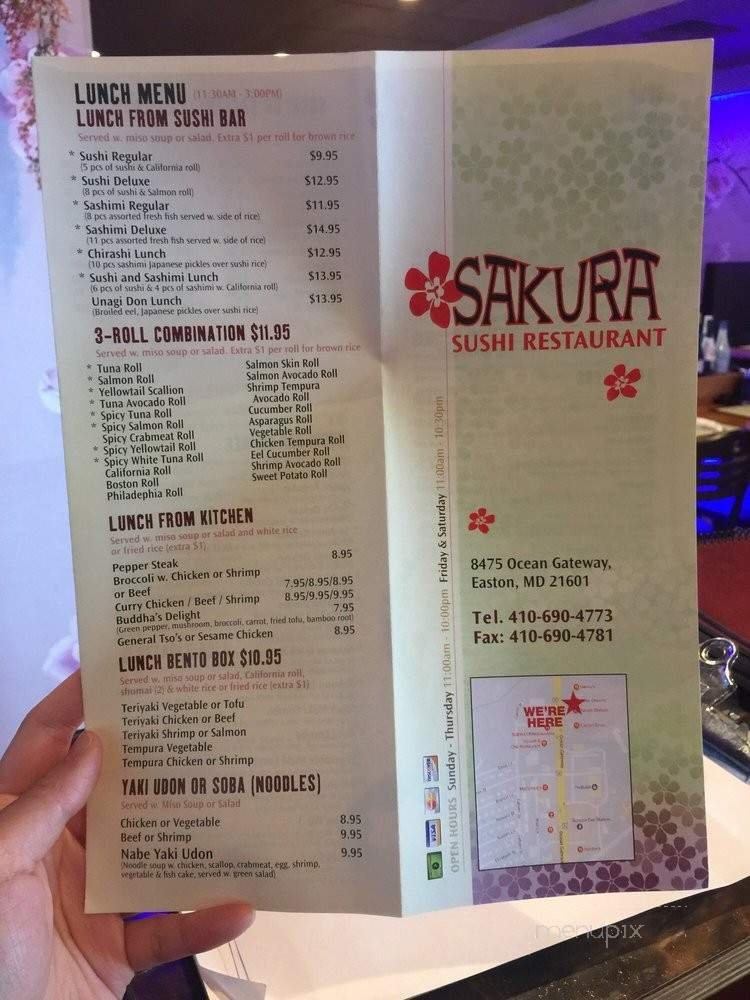 LUNCH MENU (11:30AM - 3:00PM)
LUNCH FROM SUSHI BAR
Served w. miso soup or salad. Extra $1 per roll for brown rice
* Sushi Regular $9.95
(5 pcs of sushi & California roll)
* Sushi Deluxe $12.95
(8 pcs of sushi & Salmon roll)
* Sashimi Regular $11.95
(8 pcs assorted fresh fish served w. side of rice)
* Sashimi Deluxe $14.95
(11 pcs assorted fresh fish served w. side of rice)
* Chirashi Lunch $12.95
(10 pcs sashimi Japanese pickles over sushi rice)
* Sushi and Sashimi Lunch $13.95
(6 pcs of sushi & 4 pcs of sashimi w. California roll)
Unagi Don Lunch $13.95
(Broiled eel, Japanese pickles over sushi rice)
3-ROLL COMBINATION $11.95
Served w. miso soup or salad. Extra $1 per roll for brown rice
* Tuna Roll
* Salmon Roll
* Yellowtail Scallion
* Tuna Avocado Roll
* Spicy Tuna Roll
* Spicy Salmon Roll
Spicy Crabmeat Roll
* Spicy Yellowtail Roll
* Spicy White Tuna Roll
California Roll
Boston Roll
Philadephia Roll
Salmon Skin Roll
Salmon Avocado Roll
Shrimp Tempura
Avocado Roll
Cucumber Roll
Asparagus Roll
Vegetable Roll
Chicken Tempura Roll
Eel Cucumber Roll
Shrimp Avocado Roll
Sweet Potato Roll
LUNCH FROM KITCHEN
Served w. miso soup or salad and white rice
or fried rice (extra $1)
Pepper Steak 8.95
Broccoli w. Chicken or Shrimp
or Beef 7.95/8.95/8.95
Curry Chicken / Beef / Shrimp 8.95/9.95/9.95
Buddha's Delight 7.95
(Green pepper, mushroom, broccoli, carrot, fried tofu, bamboo root)
General Tso's or Sesame Chicken 8.95
LUNCH BENTO BOX $10.95
Served w. miso soup or salad, California roll,
shumai (2) & white rice or fried rice (extra $1)
Teriyaki Vegetable or Tofu
Teriyaki Chicken or Beef
Teriyaki Shrimp or Salmon
Tempura Vegetable
Tempura Chicken or Shrimp
YAKI UDON OR SOBA (NOODLES)
Served w. Miso Soup or Salad
Chicken or Vegetable 8.95
Beef or Shrimp 9.95
Nabe Yaki Udon 9.95
(Noodle soup w. chicken, scallop, crabmeat, egg, shrimp,
vegetable & fish cake, served w. green salad)
OPEN HOURS Sunday - Thursday 11:00am - 10:00pm Friday & Saturday 11:00am - 10:30pm
DISCOVER
VISA
SAKURA
SUSHI RESTAURANT
8475 Ocean Gateway,
Easton, MD 21601
Tel. 410-690-4773
Fax: 410-690-4781
WE'RE
HERE
menupix